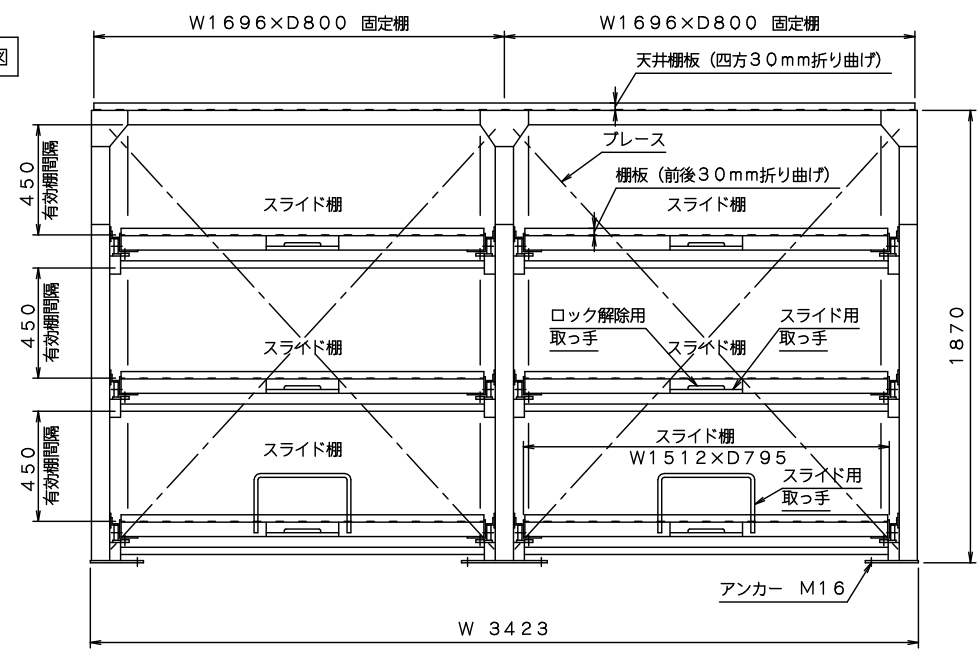 W1696×D800 固定棚
W1696×D800 固定棚
図
天井棚板（四方30mm折り曲げ）
ブレース
棚板（前後30mm折り曲げ）
450
有効棚間隔
スライド棚
スライド棚
450
有効棚間隔
ロック解除用
取っ手
スライド用
取っ手
スライド棚
スライド棚
1870
450
有効棚間隔
スライド棚
スライド棚
W1512×D795
スライド用
取っ手
アンカー M16
W 3423